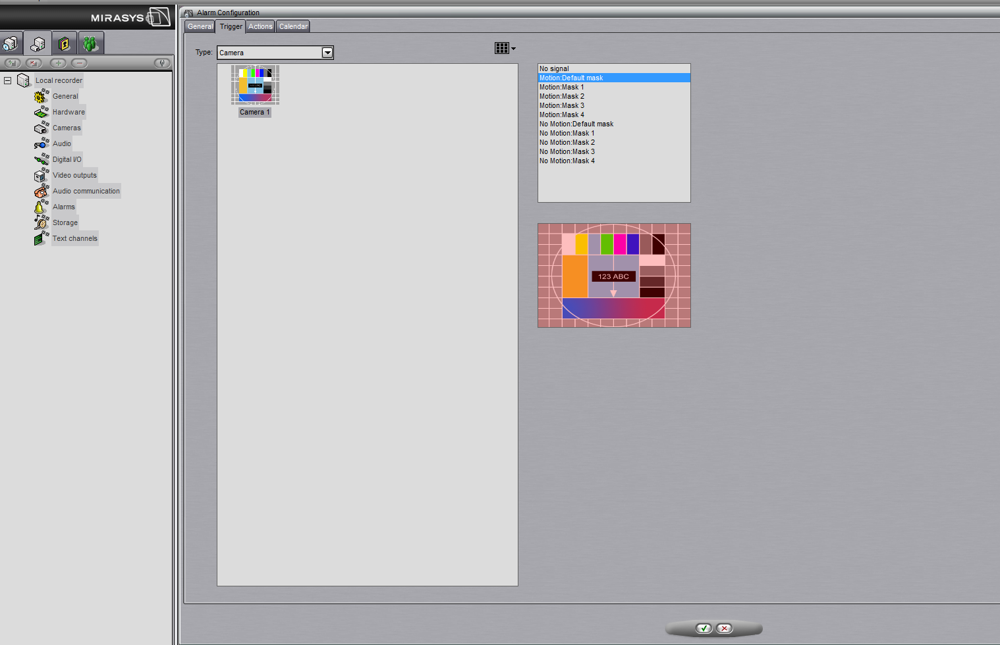 MIRASYS
Alarm Configuration
General
Trigger
Actions
Calendar
Type:
Camera
Local recorder
General
Hardware
Cameras
Audio
Digital I/O
Video outputs
Audio communication
Alarms
Storage
Text channels
Camera 1
No signal
Motion:Default mask
Motion:Mask 1
Motion:Mask 2
Motion:Mask 3
Motion:Mask 4
No Motion:Default mask
No Motion:Mask 1
No Motion:Mask 2
No Motion:Mask 3
No Motion:Mask 4
123 ABC